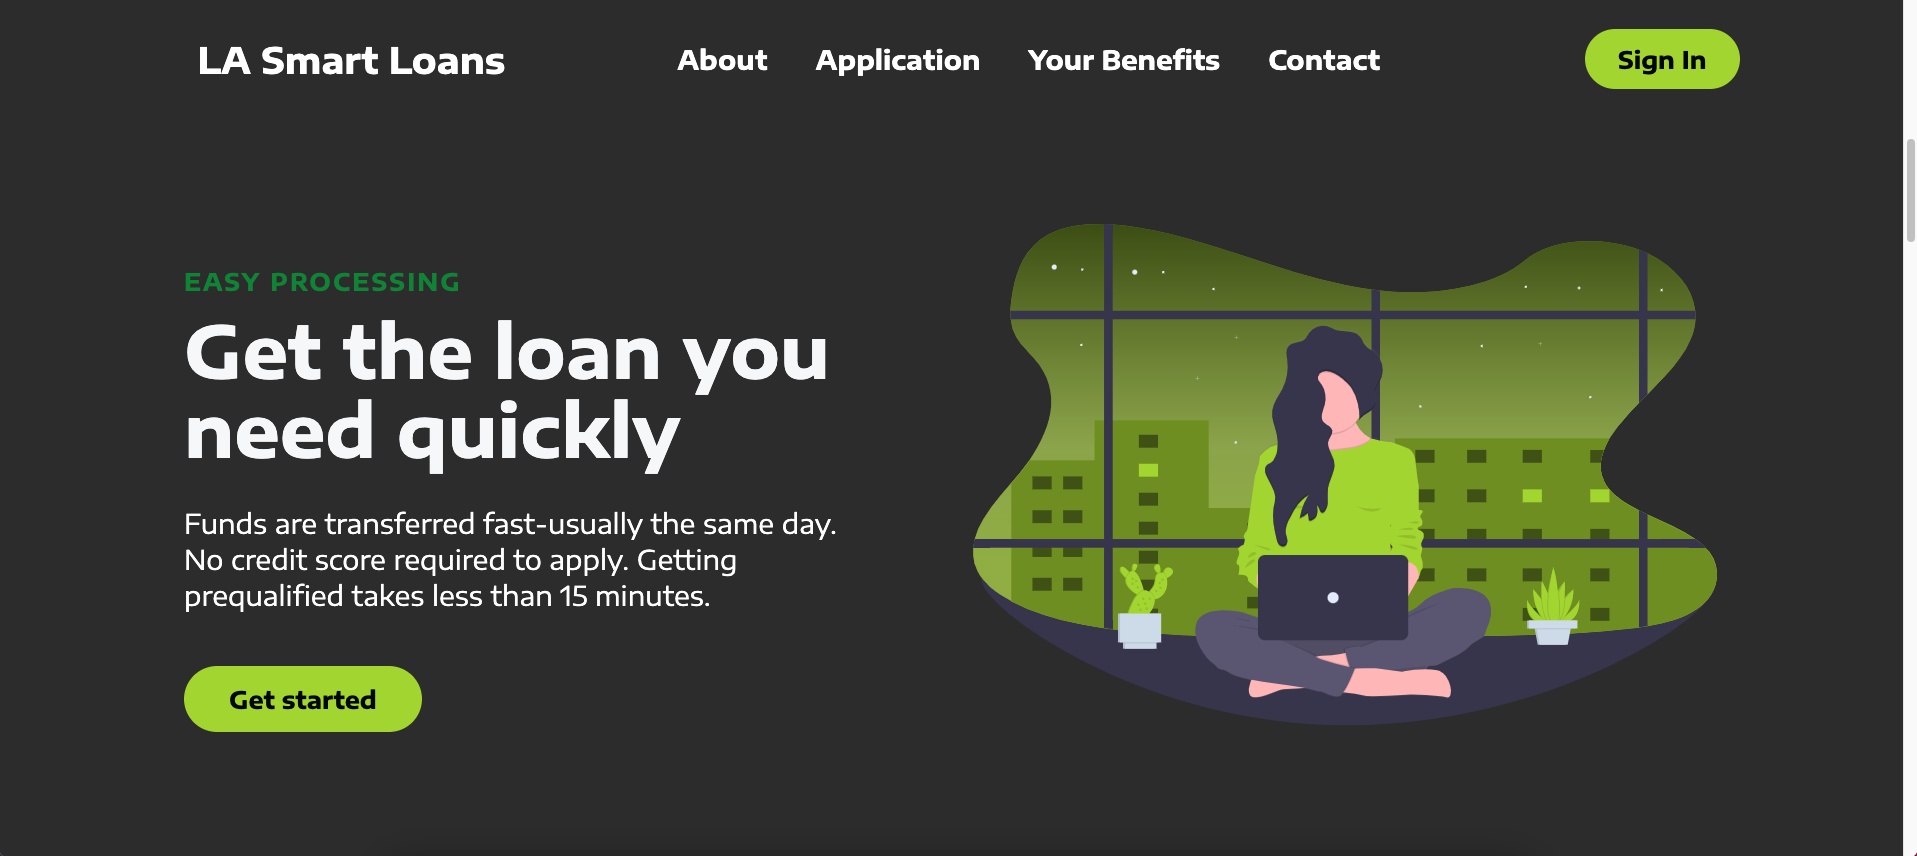 LA Smart Loans
About
Application
Your Benefits
Contact
Sign In
EASY PROCESSING
Get the loan you
need quickly
Funds are transferred fast-usually the same day.
No credit score required to apply. Getting
prequalified takes less than 15 minutes.
Get started